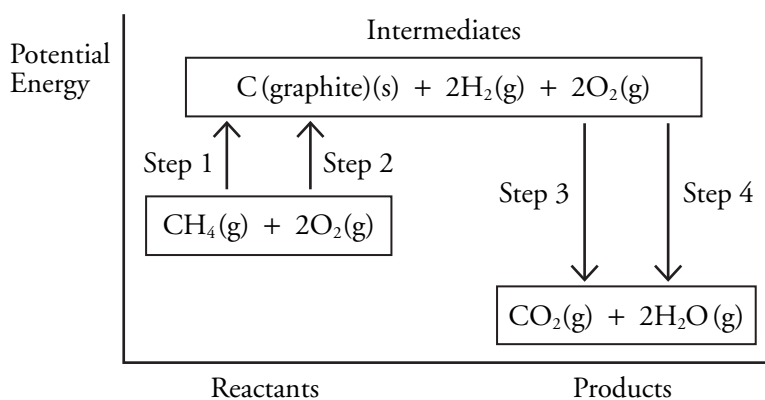 Intermediates
Potential
Energy
C (graphite)(s) + 2H₂(g) + 2O₂(g)
Step 1
Step 2
Step 3
Step 4
CH₄(g) + 2O₂(g)
CO₂(g) + 2H₂O (g)
Reactants
Products